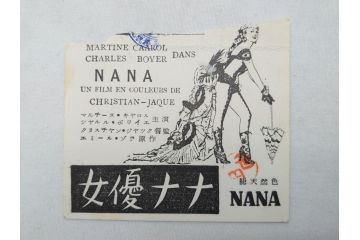 MARTINE CAROL
CHARLES BOYER DANS
NANA
UN FILM EN COULEURS DE
CHRISTIAN-JAQUE
マルチーヌ・キャロル
シャルル・ボワイエ 主演
クリスチャン・ジャック 監督
エミール・ゾラ 原作
女優ナナ
総天然色
NANA